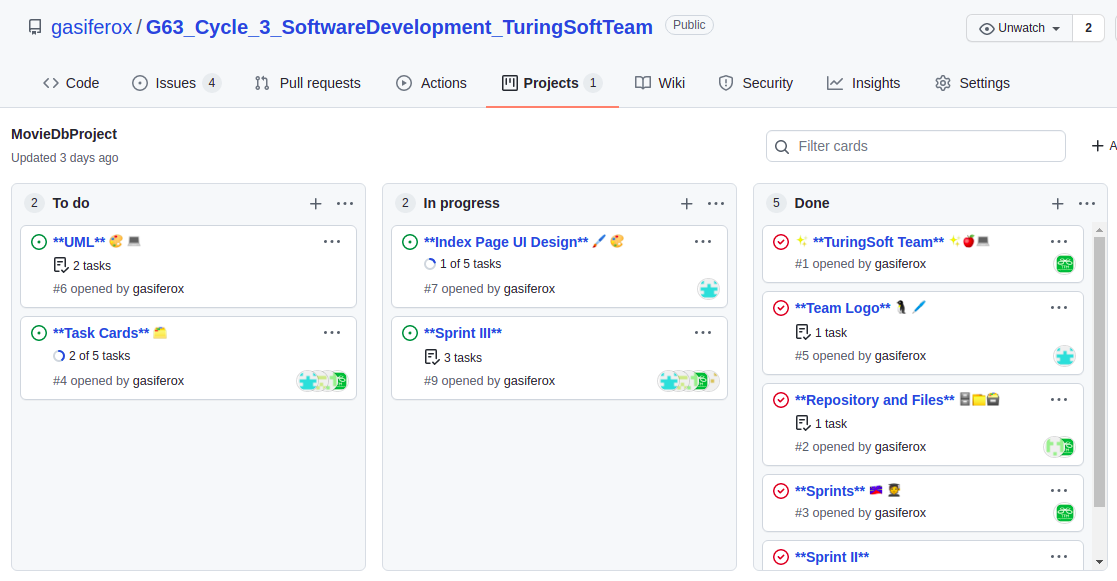 gasiferox / G63_Cycle_3_SoftwareDevelopment_TuringSoftTeam Public Unwatch 2
Code Issues 4 Pull requests Actions Projects 1 Wiki Security Insights Settings
MovieDbProject
Updated 3 days ago
Filter cards
+ A
2 To do
**UML** 🎨 💻
2 tasks
#6 opened by gasiferox
**Task Cards** 🗂️
2 of 5 tasks
#4 opened by gasiferox
2 In progress
**Index Page UI Design** 🖌️ 🎨
1 of 5 tasks
#7 opened by gasiferox
**Sprint III**
3 tasks
#9 opened by gasiferox
5 Done
✨ **TuringSoft Team** ✨🍎💻
#1 opened by gasiferox
**Team Logo** 🐧 🖊️
1 task
#5 opened by gasiferox
**Repository and Files** 🗄️📁🗃️
1 task
#2 opened by gasiferox
**Sprints**
#3 opened by gasiferox
**Sprint II**